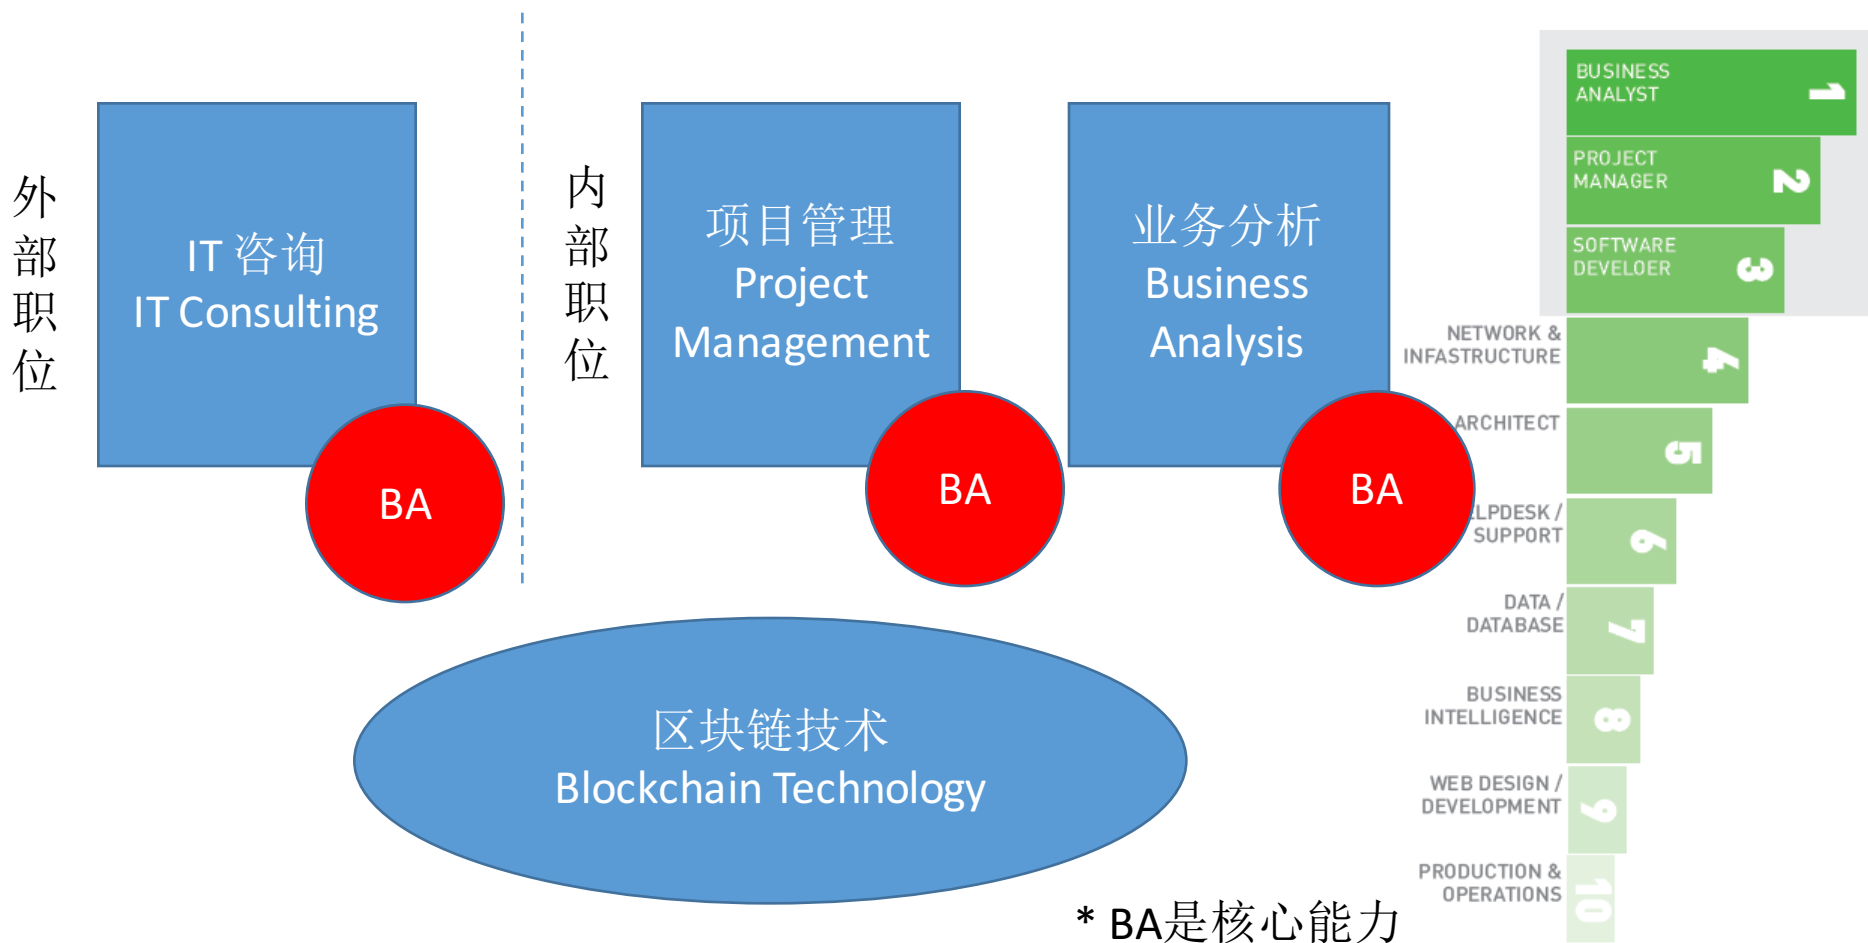 外部职位
IT 咨询
IT Consulting
BA
内部职位
项目管理
Project
Management
BA
业务分析
Business
Analysis
BA
区块链技术
Blockchain Technology
* BA是核心能力
BUSINESS
ANALYST
1
PROJECT
MANAGER
2
SOFTWARE
DEVELOER
3
NETWORK &
INFASTRUCTURE
4
ARCHITECT
5
ELPDESK /
SUPPORT
6
DATA /
DATABASE
7
BUSINESS
INTELLIGENCE
8
WEB DESIGN /
DEVELOPMENT
9
PRODUCTION &
OPERATIONS
10